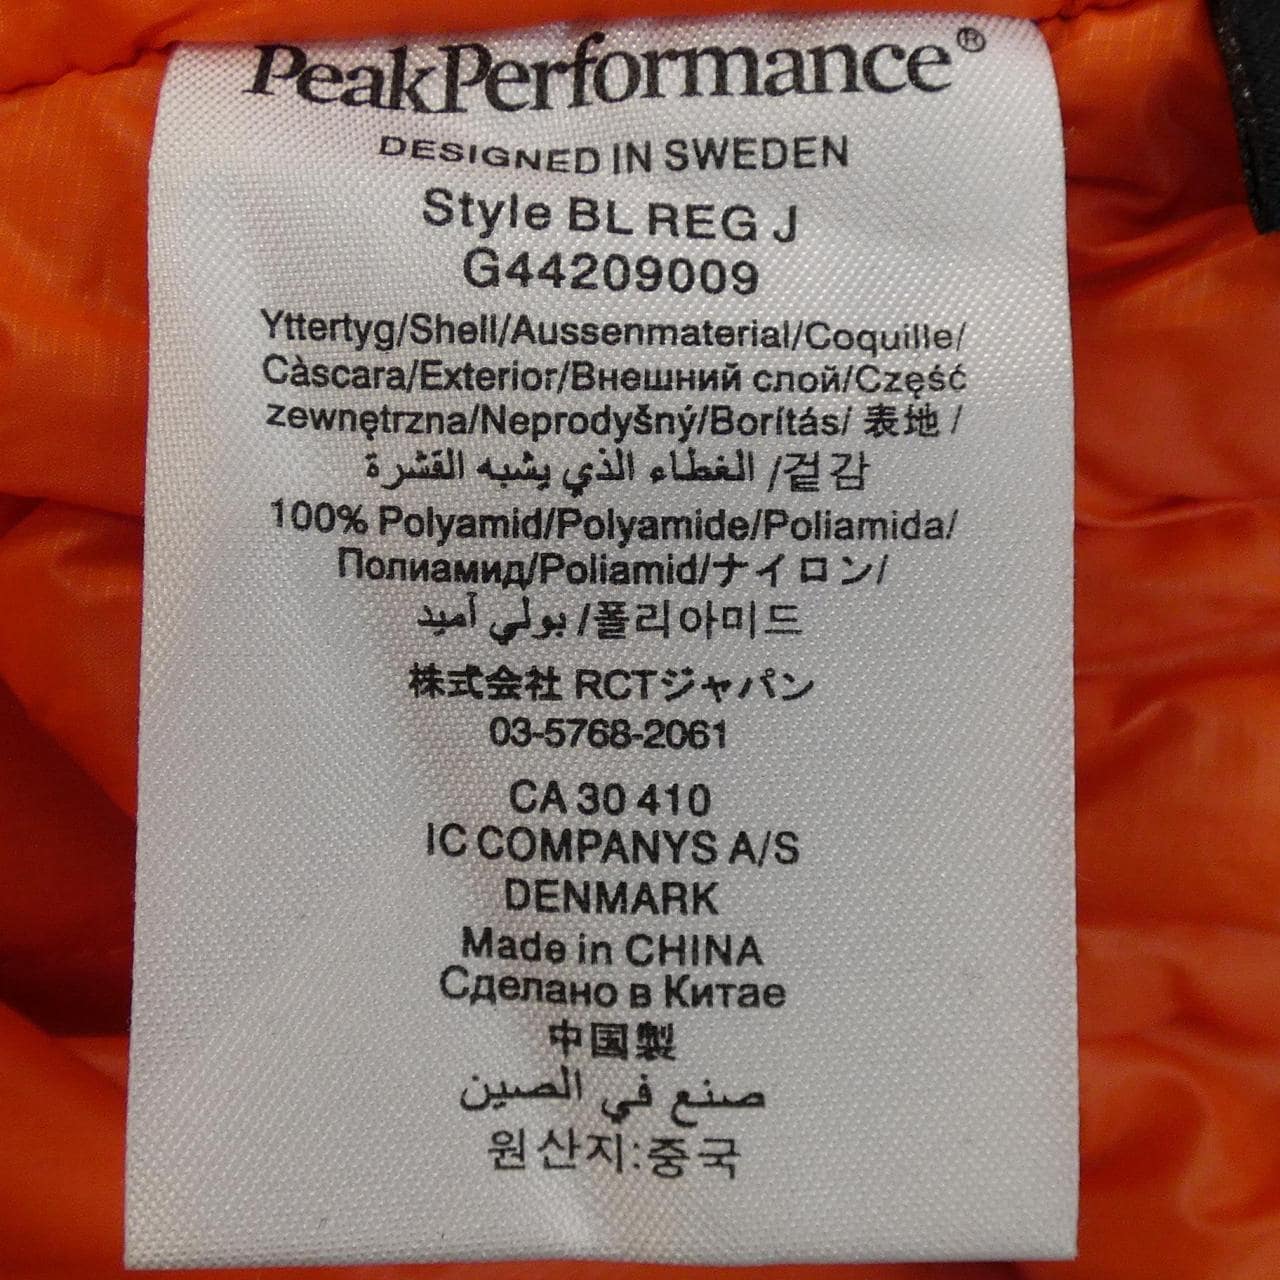 PeakPerformance®
DESIGNED IN SWEDEN
Style BL REG J
G44209009
Yttertyg/Shell/Aussenmaterial/Coquille/
Càscara/Exterior/Внешний слой/Część
zewnętrzna/Neprodyšný/Borítás/ 表地 /
겉감/ الغطاء الذي يشبه القشرة
100% Polyamid/Polyamide/Poliamida/
Полиамид/Poliamid/ナイロン/
폴리아미드/ بولي آميد
株式会社 RCTジャパン
03-5768-2061
CA 30 410
IC COMPANYS A/S
DENMARK
Made in CHINA
Сделано в Китае
中国製
صنع في الصين
원산지:중국